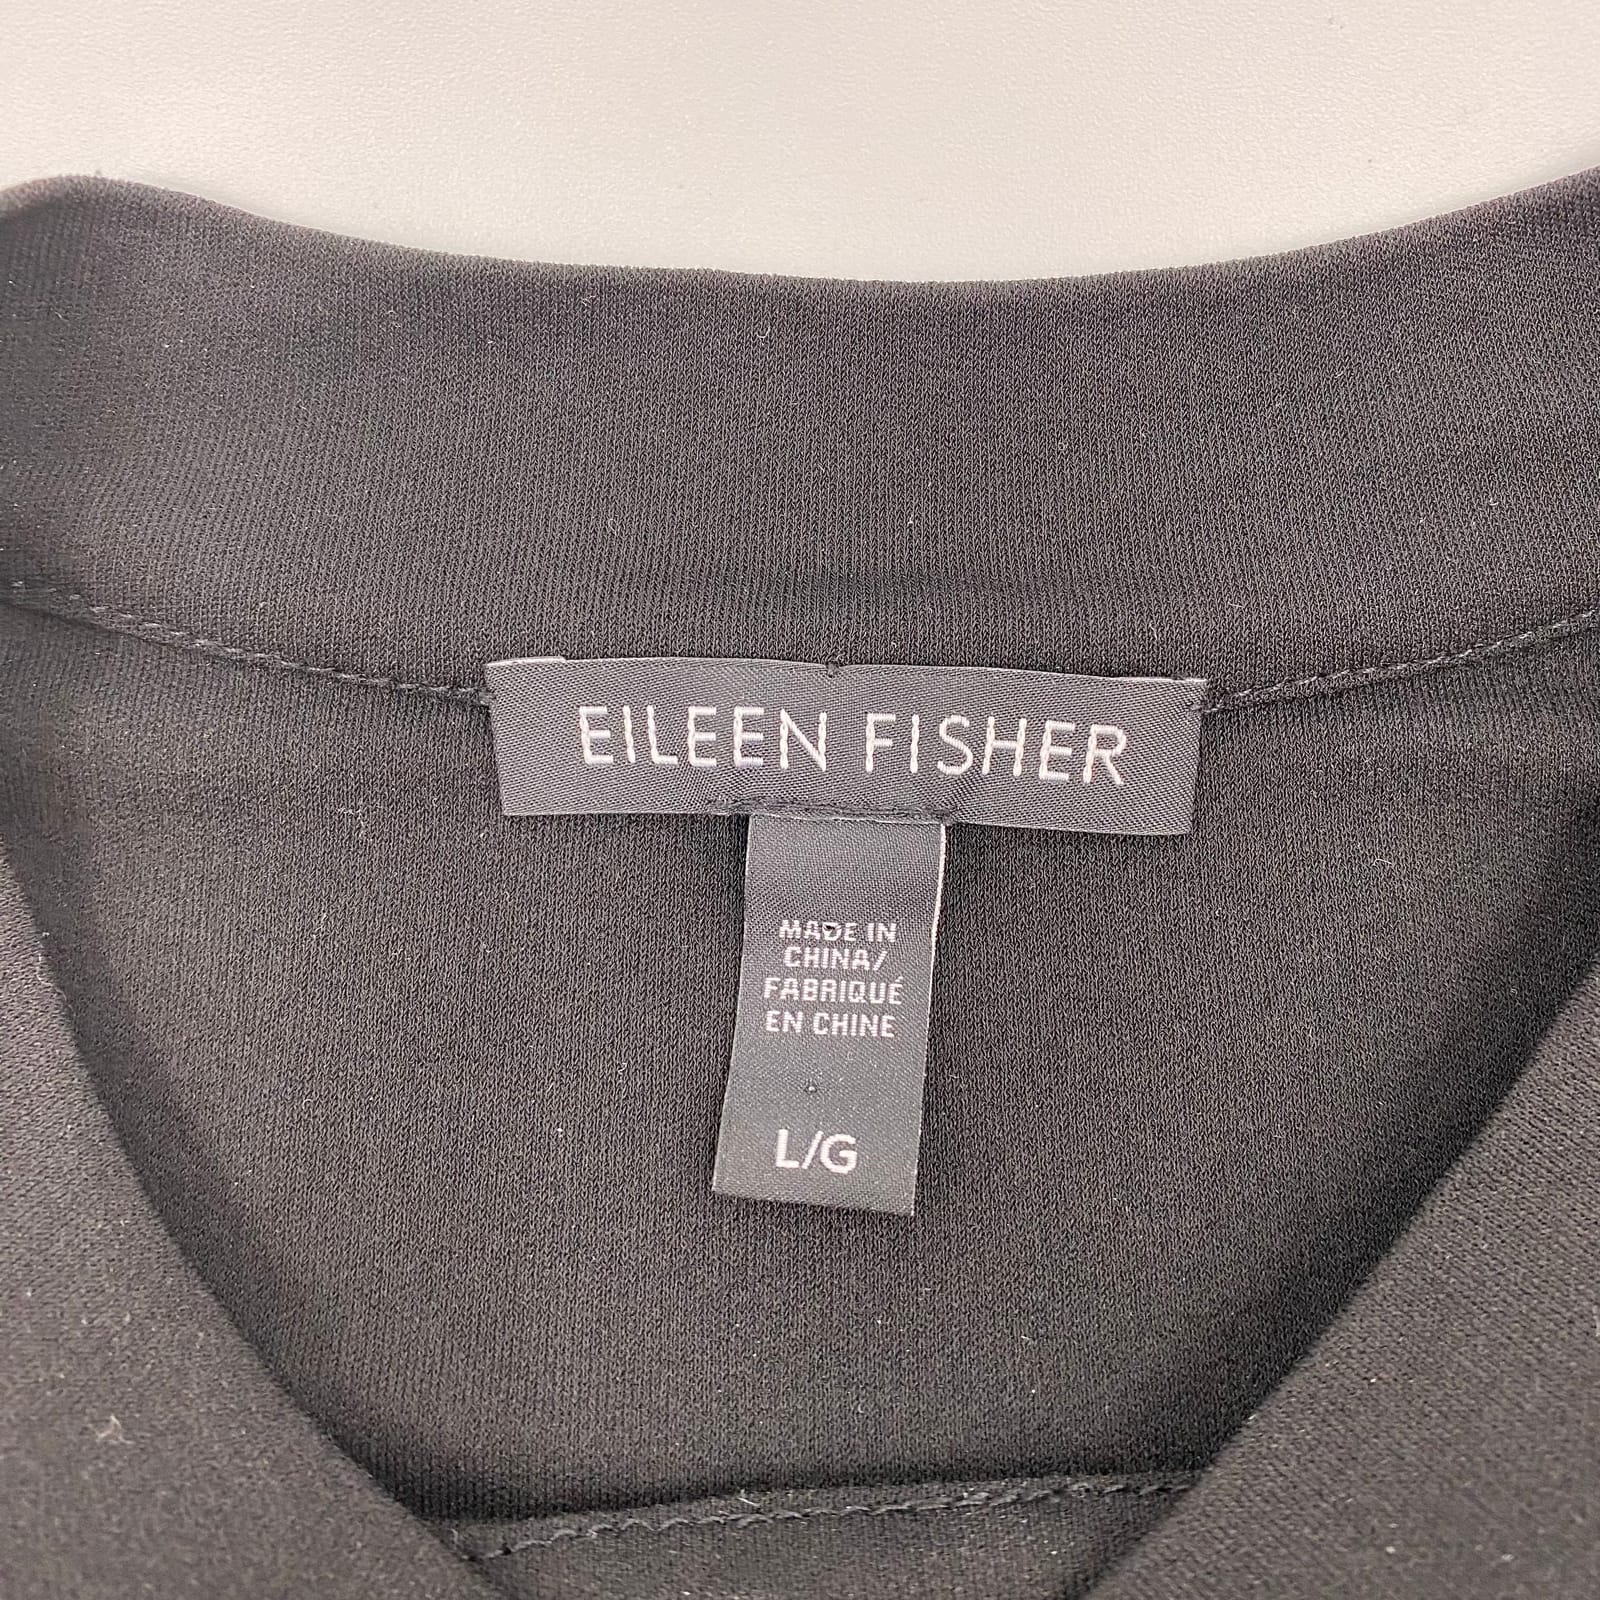 EILEEN FISHER
MADE IN
CHINA/
FABRIQUÉ
EN CHINE
L/G